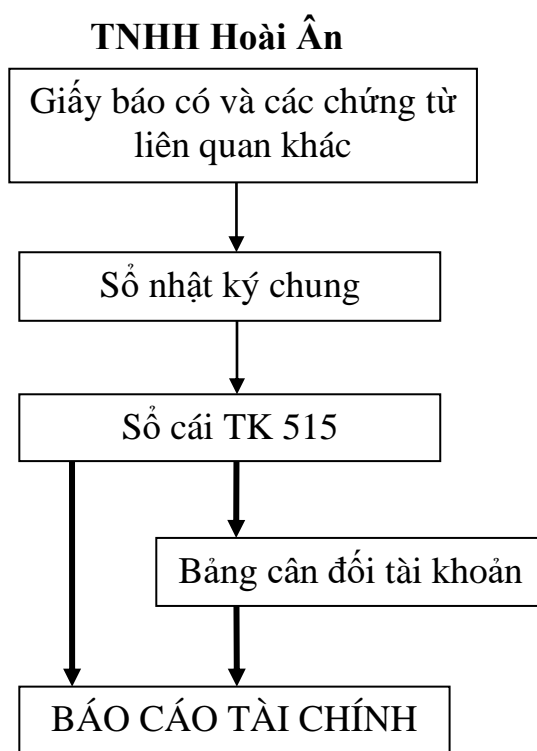 TNHH Hoài Ân
Giấy báo có và các chứng từ
liên quan khác
Sổ nhật ký chung
Sổ cái TK 515
Bảng cân đối tài khoản
BÁO CÁO TÀI CHÍNH